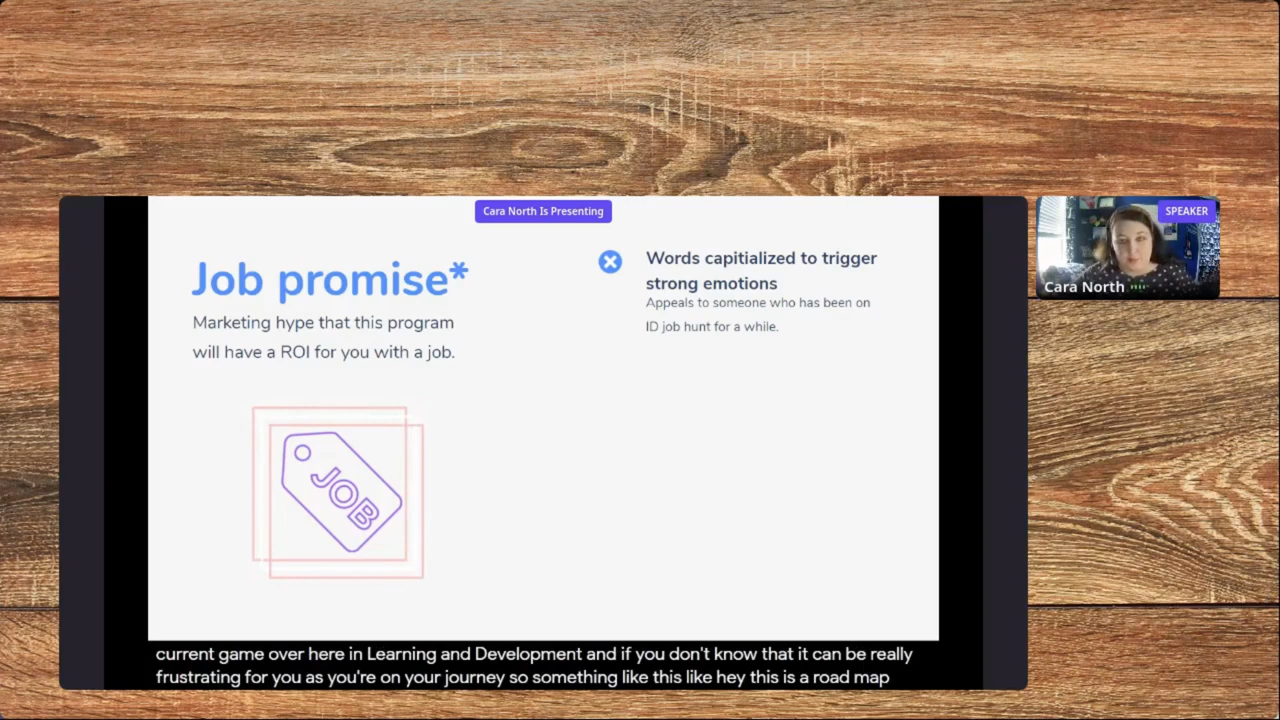 Cara North Is Presenting
SPEAKER
Cara North
Job promise*
Marketing hype that this program
will have a ROI for you with a job.
JOB
Words capitialized to trigger
strong emotions
Appeals to someone who has been on
ID job hunt for a while.
current game over here in Learning and Development and if you don't know that it can be really
frustrating for you as you're on your journey so something like this like hey this is a road map